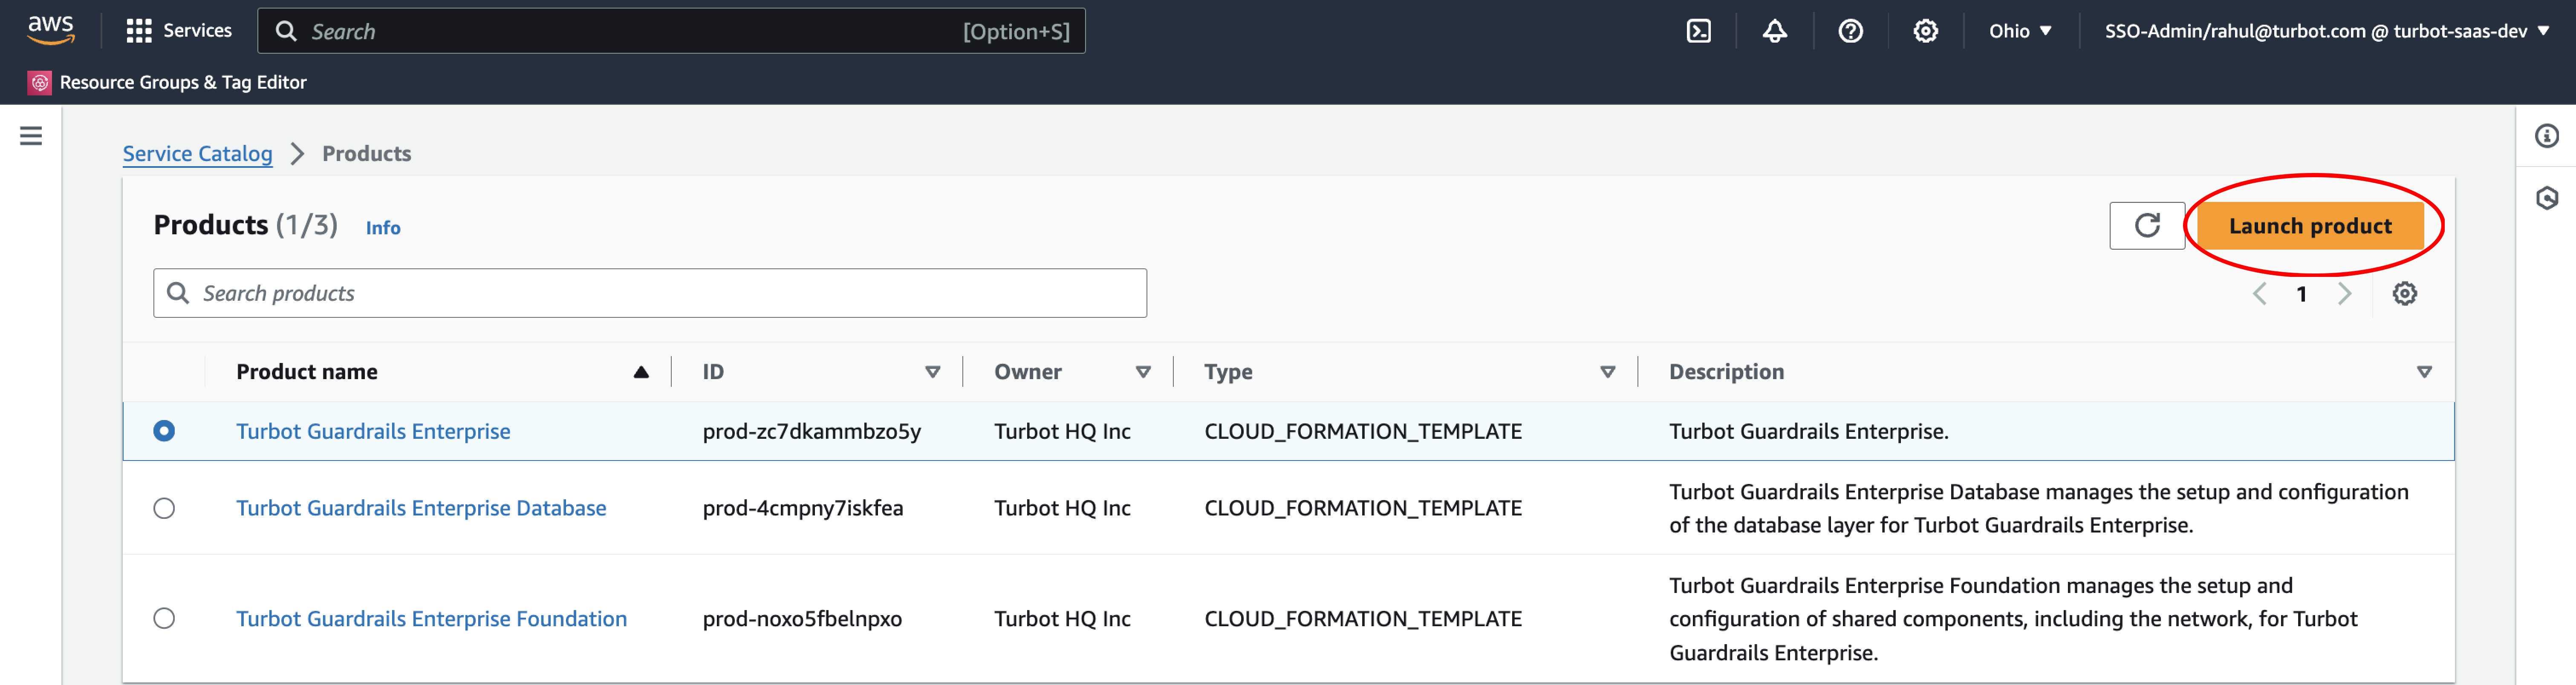 aws
Services
Search [Option+S]
Ohio ▼
SSO-Admin/rahul@turbot.com @ turbot-saas-dev ▼
Resource Groups & Tag Editor
Service Catalog > Products
Products (1/3) Info
Launch product
Search products
1
Product name ID Owner Type Description
Turbot Guardrails Enterprise prod-zc7dkammbzo5y Turbot HQ Inc CLOUD_FORMATION_TEMPLATE Turbot Guardrails Enterprise.
Turbot Guardrails Enterprise Database prod-4cmpny7iskfea Turbot HQ Inc CLOUD_FORMATION_TEMPLATE Turbot Guardrails Enterprise Database manages the setup and configuration
of the database layer for Turbot Guardrails Enterprise.
Turbot Guardrails Enterprise Foundation prod-noxo5fbelnpxo Turbot HQ Inc CLOUD_FORMATION_TEMPLATE Turbot Guardrails Enterprise Foundation manages the setup and
configuration of shared components, including the network, for Turbot
Guardrails Enterprise.